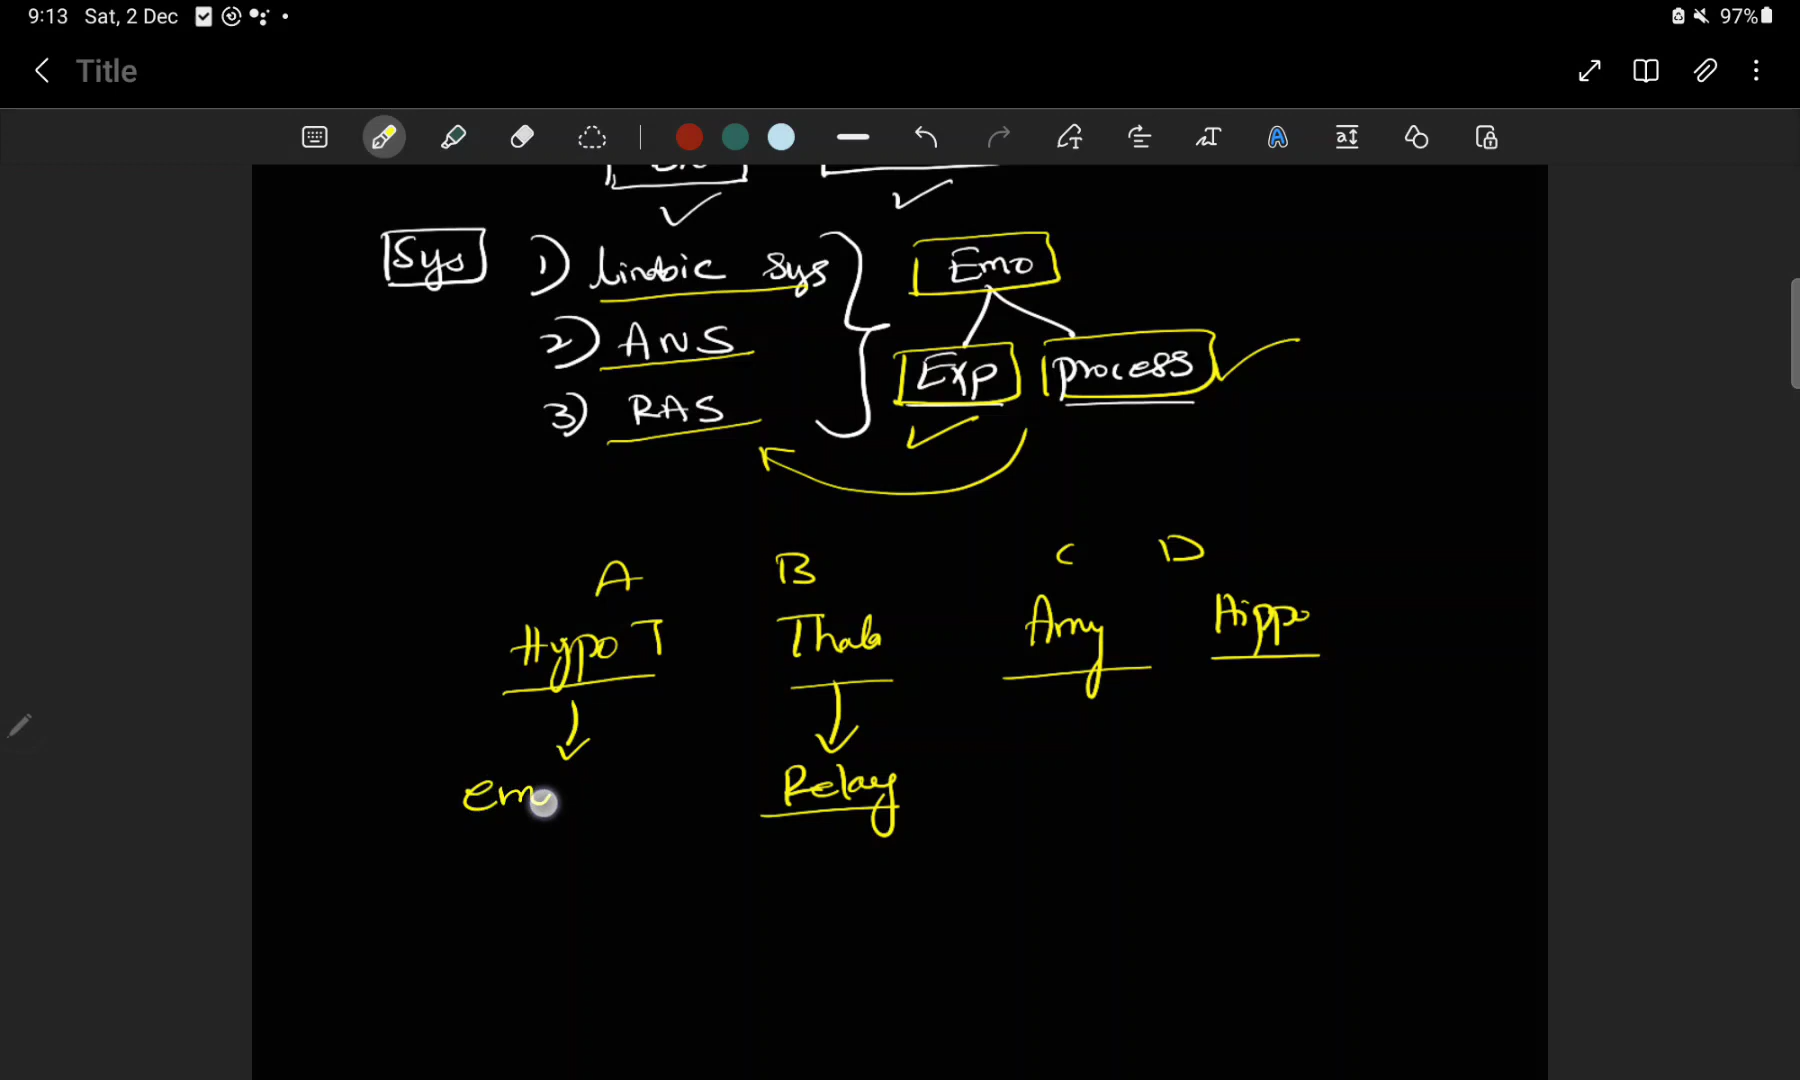 9:13 Sat, 2 Dec
97%
Title
Sys 1) Limbic Sys
Emo
2) ANS
Exp process
3) RAS
A B C D
Hypo T Thala Amy Hippo
em Relay